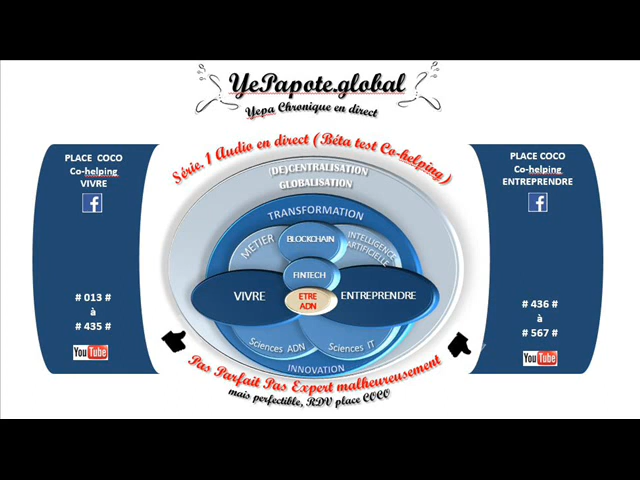 YePapote.global
Yepa Chronique en direct
Série, 1 Audio en direct (Béta test Co-helping)
PLACE COCO
Co-helping
VIVRE
# 013 #
à
# 435 #
YouTube
(DE)CENTRALISATION
GLOBALISATION
TRANSFORMATION
METIER
BLOCKCHAIN
INTELLIGENCE
ARTIFICIELLE
FINTECH
VIVRE
ETRE
ADN
ENTREPRENDRE
Sciences ADN
Sciences IT
INNOVATION
PLACE COCO
Co-helping
ENTREPRENDRE
# 436 #
à
# 567 #
YouTube
Pas Parfait Pas Expert malheureusement
mais perfectible, RDV place COCO